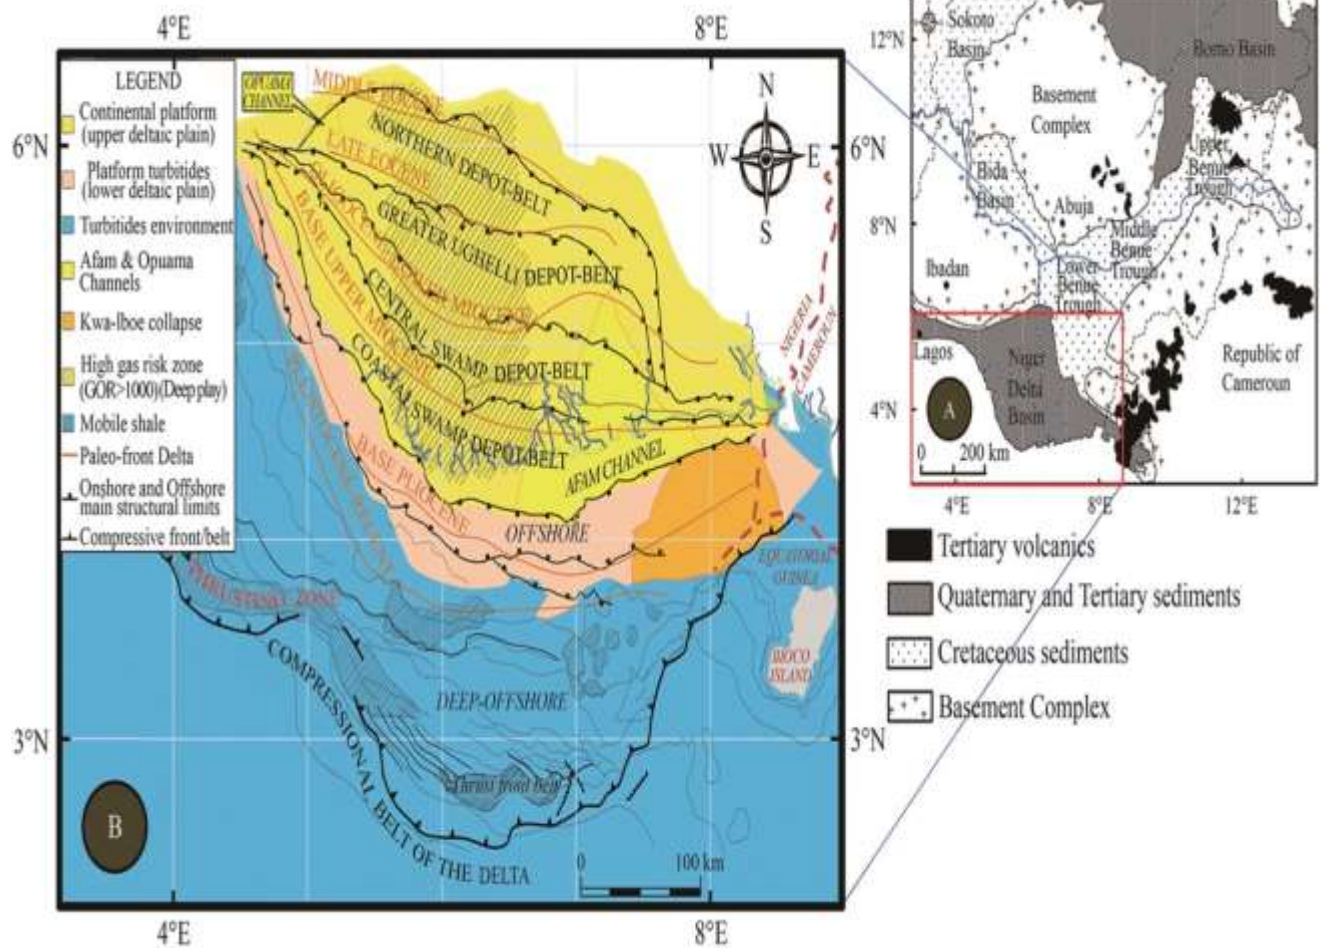 4°E
8°E
LEGEND
Continental platform
(upper deltaic plain)
Platform turbitides
(lower deltaic plain)
Turbitides environment
Afam & Opuama
Channels
Kwa-Iboe collapse
High gas risk zone
(GOR>1000)(Deep play)
Mobile shale
Paleo-front Delta
Onshore and Offshore
main structural limits
Compressive front/belt
6°N
3°N
OPUAMA
CHANNEL
NORTHERN DEPOT-BELT
LATE EOCENE
GREATER UGHELLI DEPOT-BELT
BASE UPPER MIOCENE
CENTRAL SWAMP DEPOT-BELT
COASTAL SWAMP DEPOT-BELT
AFAM CHANNEL
BASE PLIOCENE
OFFSHORE
THRUSTING ZONE
DEEP-OFFSHORE
Thrust front belt
COMPRESSIONAL BELT OF THE DELTA
N
W
E
S
NIGERIA
CAMEROUN
EQUATORIAL
GUINEA
BIOCO
ISLAND
B
0
100 km
4°E
8°E
6°N
3°N
12°N
8°N
4°N
Sokoto
Basin
Borno Basin
Basement
Complex
Upper
Benue
Trough
Bida
Basin
Abuja
Middle
Benue
Trough
Ibadan
Lower
Benue
Trough
Lagos
Niger
Delta
Basin
Republic of
Cameroun
A
0
200 km
4°E
8°E
12°E
Tertiary volcanics
Quaternary and Tertiary sediments
Cretaceous sediments
Basement Complex